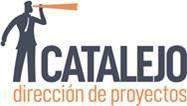 CATALEJO
dirección de proyectos